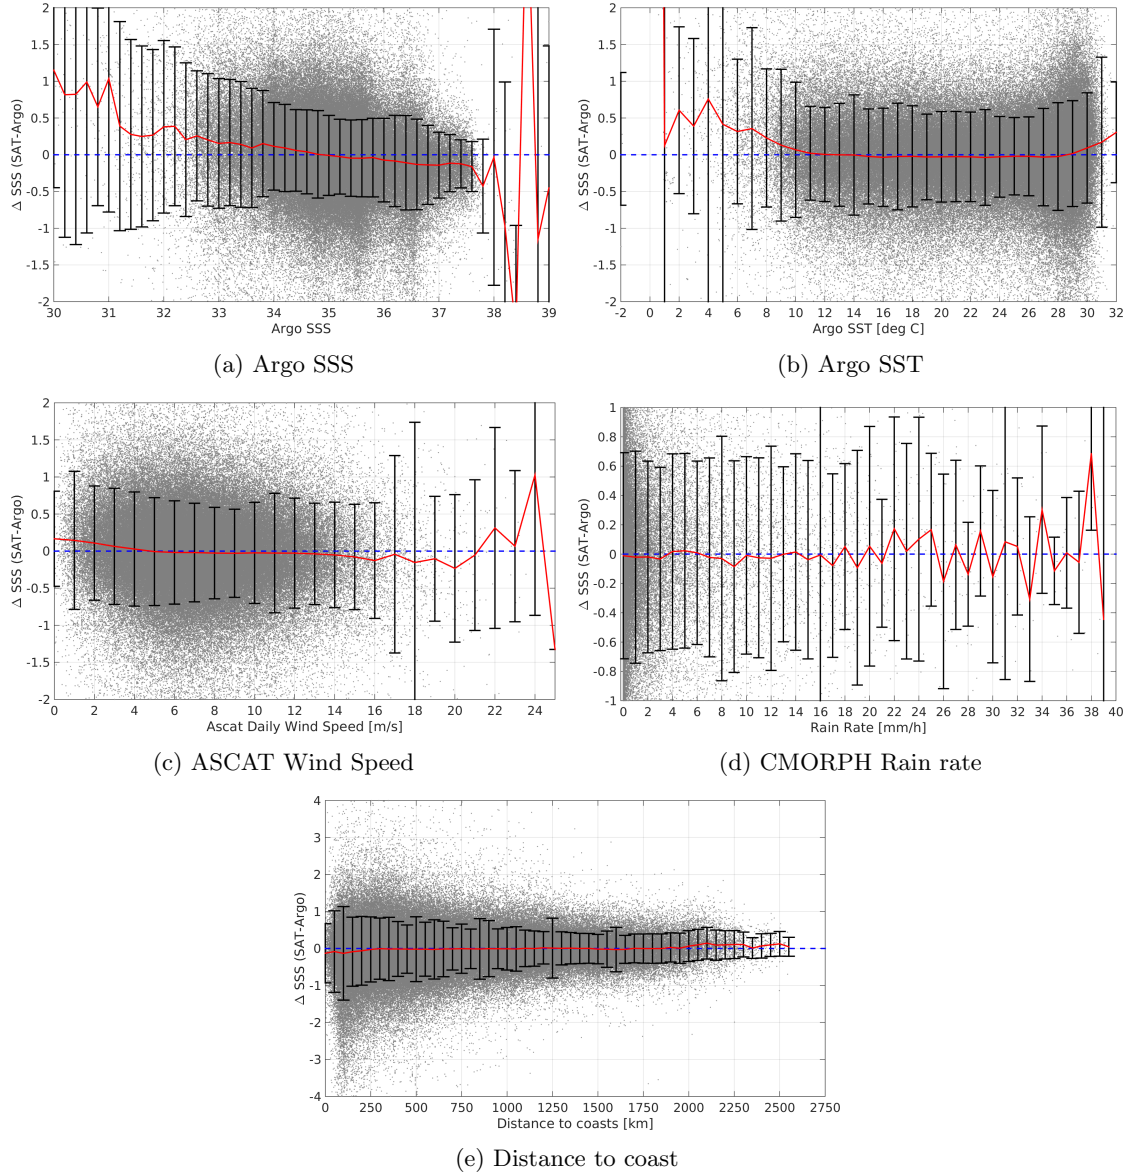 Δ SSS (SAT-Argo)
2
1.5
1
0.5
0
-0.5
-1
-1.5
-2
30 31 32 33 34 35 36 37 38 39
Argo SSS
(a) Argo SSS
Δ SSS (SAT-Argo)
2
1.5
1
0.5
0
-0.5
-1
-1.5
-2
-2 0 2 4 6 8 10 12 14 16 18 20 22 24 26 28 30 32
Argo SST [deg C]
(b) Argo SST
Δ SSS (SAT-Argo)
2
1.5
1
0.5
0
-0.5
-1
-1.5
-2
0 2 4 6 8 10 12 14 16 18 20 22 24
Ascat Daily Wind Speed [m/s]
(c) ASCAT Wind Speed
Δ SSS (SAT-Argo)
1
0.8
0.6
0.4
0.2
0
-0.2
-0.4
-0.6
-0.8
-1
0 2 4 6 8 10 12 14 16 18 20 22 24 26 28 30 32 34 36 38 40
Rain Rate [mm/h]
(d) CMORPH Rain rate
Δ SSS (SAT-Argo)
4
3
2
1
0
-1
-2
-3
-4
0 250 500 750 1000 1250 1500 1750 2000 2250 2500 2750
Distance to coasts [km]
(e) Distance to coast